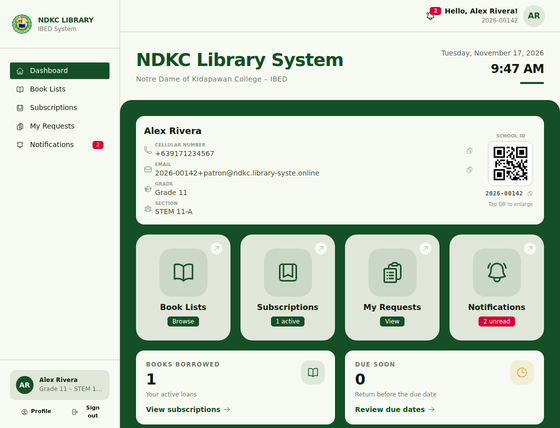 NDKC LIBRARY
IBED System
Dashboard
Book Lists
Subscriptions
My Requests
Notifications
2
AR
Alex Rivera
Grade 11 – STEM 1...
Profile
Sign out
2
Hello, Alex Rivera!
2026-00142
AR
NDKC Library System
Notre Dame of Kidapawan College – IBED
Tuesday, November 17, 2026
9:47 AM
Alex Rivera
CELLULAR NUMBER
+639171234567
EMAIL
2026-00142+patron@ndkc.library-syste.online
GRADE
Grade 11
SECTION
STEM 11-A
SCHOOL ID
2026-00142
Tap QR to enlarge
Book Lists
Browse
Subscriptions
1 active
My Requests
View
Notifications
2 unread
BOOKS BORROWED
1
Your active loans
View subscriptions →
DUE SOON
0
Return before the due date
Review due dates →